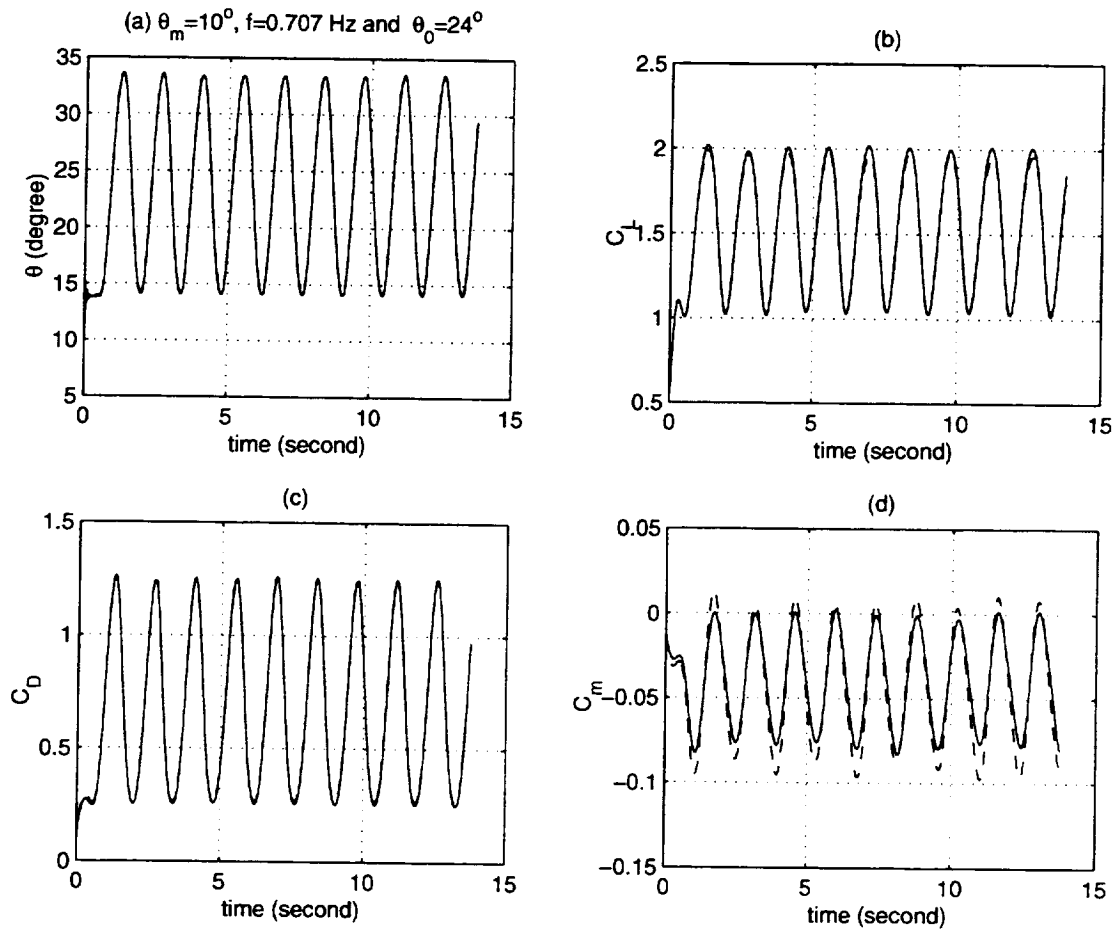 (a) θm=10°, f=0.707 Hz and θ0=24°
35
30
25
20
15
10
5
θ (degree)
0 5 10 15
time (second)
(b)
2.5
2
1.5
1
0.5
CL
0 5 10 15
time (second)
(c)
1.5
1
0.5
0
CD
0 5 10 15
time (second)
(d)
0.05
0
−0.05
−0.1
−0.15
Cm
0 5 10 15
time (second)